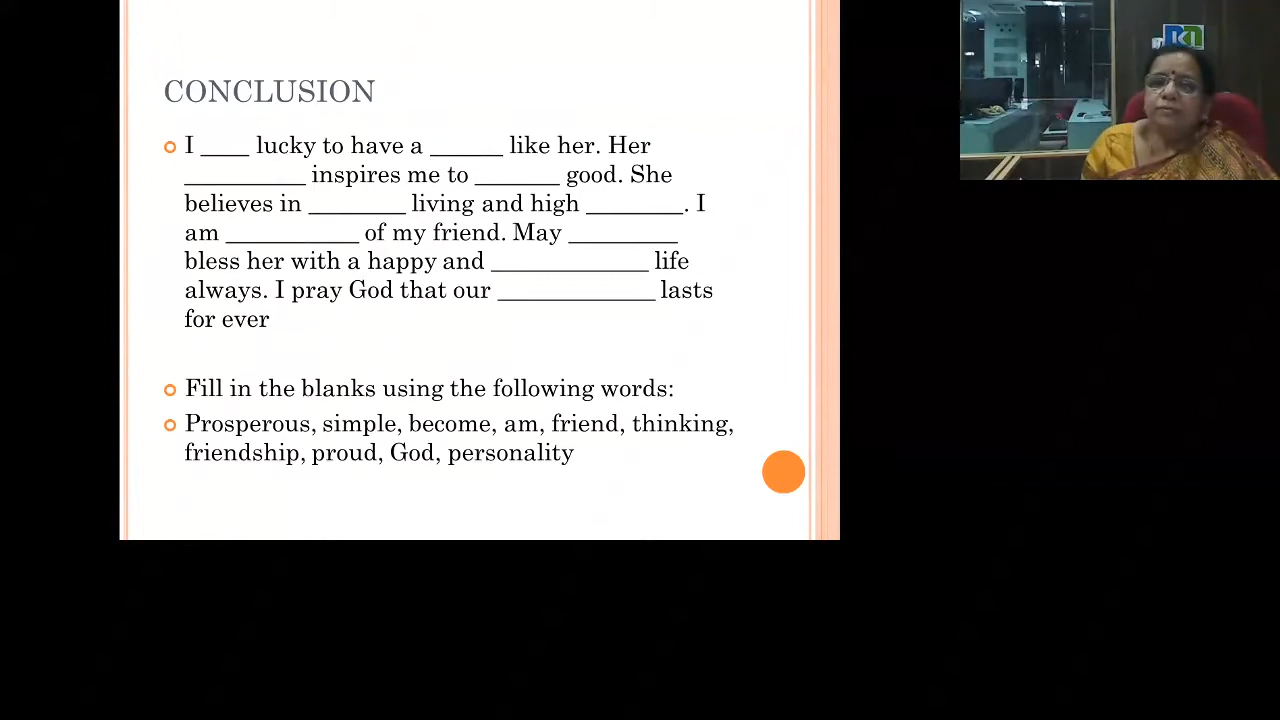 CONCLUSION
I ____ lucky to have a ______ like her. Her
__________ inspires me to _______ good. She
believes in ________ living and high ________. I
am ___________ of my friend. May _________
bless her with a happy and _____________ life
always. I pray God that our _____________ lasts
for ever
Fill in the blanks using the following words:
Prosperous, simple, become, am, friend, thinking,
friendship, proud, God, personality